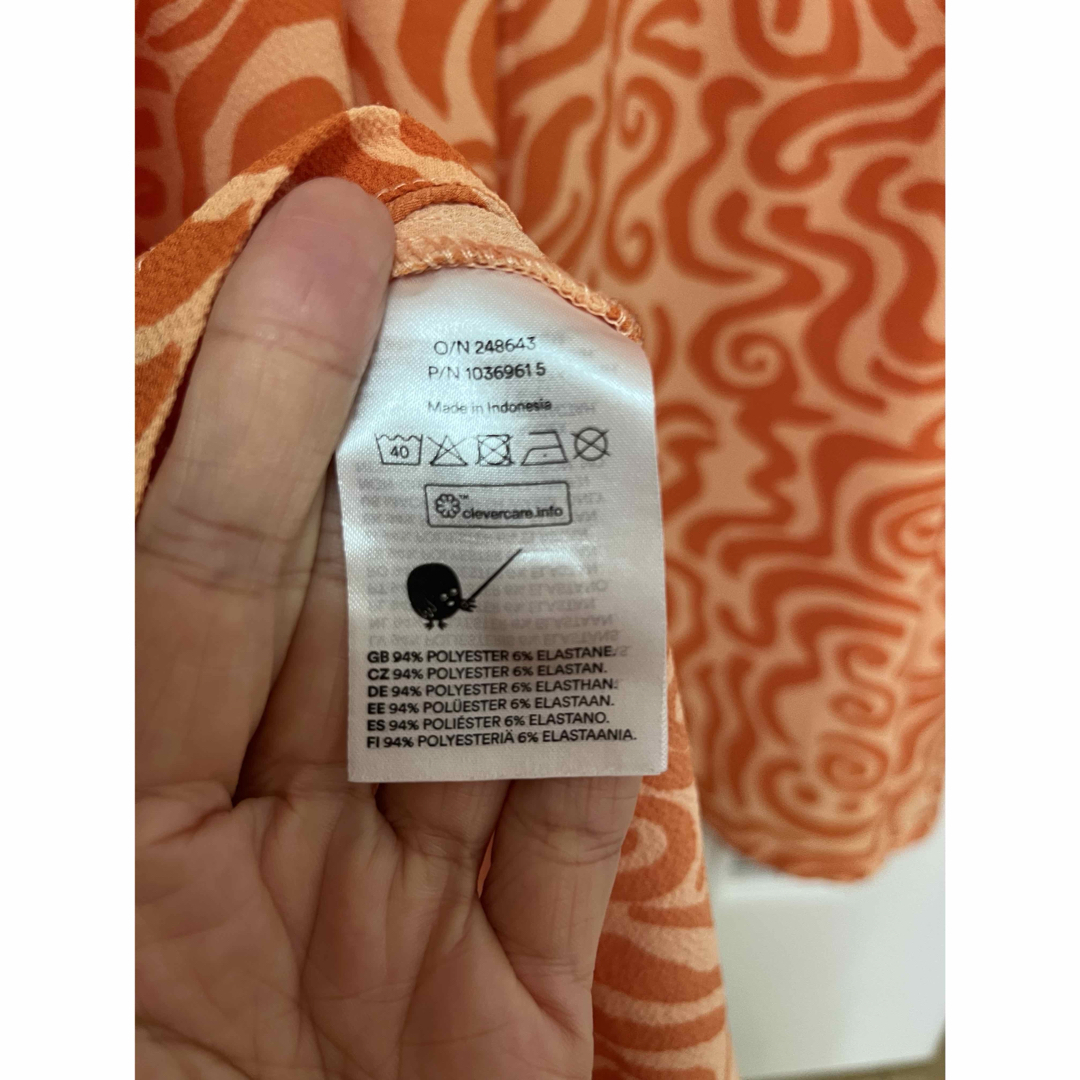 O/N 248643
P/N 1036961 5
Made in Indonesia
40
™
clevercare.info
GB 94% POLYESTER 6% ELASTANE.
CZ 94% POLYESTER 6% ELASTAN.
DE 94% POLYESTER 6% ELASTHAN.
EE 94% POLÜESTER 6% ELASTAAN.
ES 94% POLIÉSTER 6% ELASTANO.
FI 94% POLYESTERIÄ 6% ELASTAANIA.